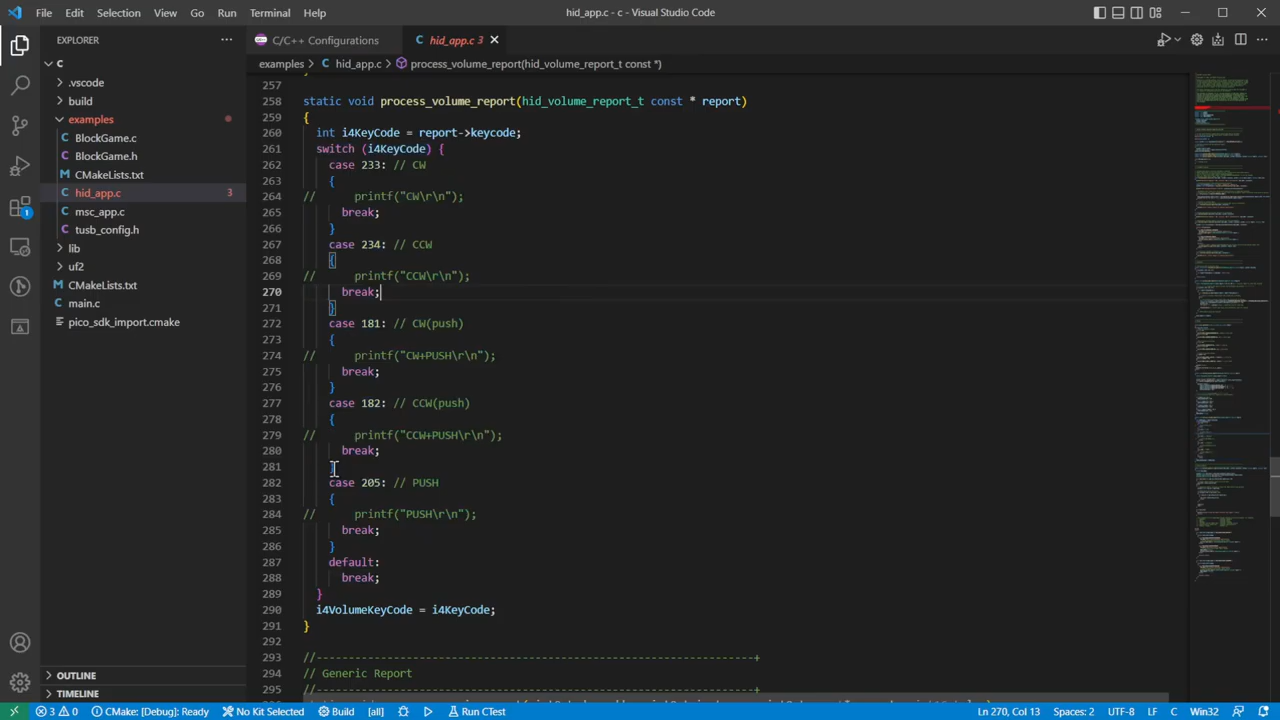 File Edit Selection View Go Run Terminal Help
hid_app.c - c - Visual Studio Code
EXPLORER
C/C++ Configurations
hid_app.c 3
C
.vscode
build
examples
BlockGame.c
BlockGame.h
CMakeLists.txt
hid_app.c 3
msc_app.c
tusb_config.h
lib
uf2
CMakeLists.txt
main.c
pico_sdk_import.cmake
OUTLINE
TIMELINE
1
examples > hid_app.c > process_volume_report(hid_volume_report_t const *)
257
258 static void process_volume_report(hid_volume_report_t const * report)
259 {
260 int i4KeyCode = report->keycode;
261 switch (i4KeyCode) {
262 case 233: // CW
263 {
264 // printf("CW\r\n");
265 break;
266 }
267 case 234: // CCW
268 {
269 // printf("CCW\r\n");
270 break;
271 }
272 case 181: // CW(push)
273 {
274 // printf("CW+PUSH\r\n");
275 break;
276 }
277 case 182: // CCW(push)
278 {
279 // printf("CCW+PUSH\r\n");
280 break;
281 }
282 case 205: // PUSH
283 {
284 // printf("PUSH\r\n");
285 break;
286 }
287 default:
288 break;
289 }
290 i4VolumeKeyCode = i4KeyCode;
291 }
292
293 //--------------------------------------------------------------------+
294 // Generic Report
295 //--------------------------------------------------------------------+
3 0 CMake: [Debug]: Ready No Kit Selected Build [all] Run CTest Ln 270, Col 13 Spaces: 2 UTF-8 LF C Win32